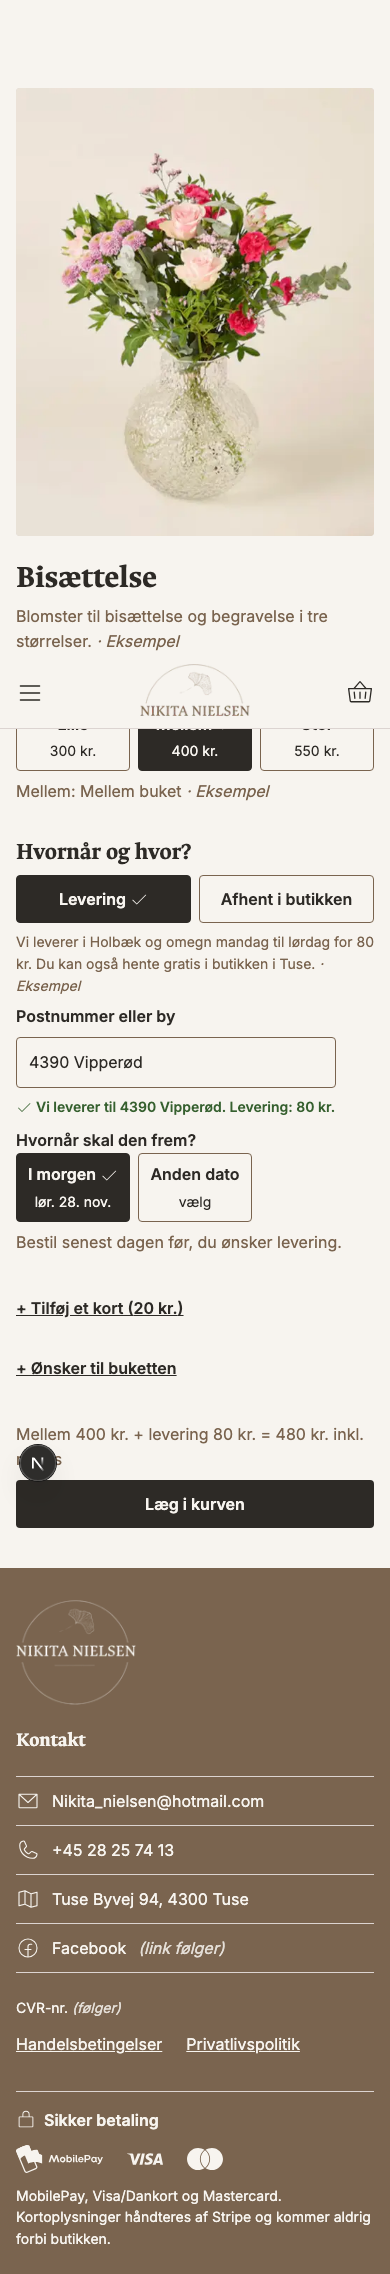 Bisættelse
Blomster til bisættelse og begravelse i tre
størrelser. · Eksempel
NIKITA NIELSEN
300 kr.
400 kr.
550 kr.
Mellem: Mellem buket · Eksempel
Hvornår og hvor?
Levering
Afhent i butikken
Vi leverer i Holbæk og omegn mandag til lørdag for 80
kr. Du kan også hente gratis i butikken i Tuse. ·
Eksempel
Postnummer eller by
4390 Vipperød
Vi leverer til 4390 Vipperød. Levering: 80 kr.
Hvornår skal den frem?
I morgen
Anden dato
lør. 28. nov.
vælg
Bestil senest dagen før, du ønsker levering.
+ Tilføj et kort (20 kr.)
+ Ønsker til buketten
Mellem 400 kr. + levering 80 kr. = 480 kr. inkl.
N
Læg i kurven
NIKITA NIELSEN
Kontakt
Nikita_nielsen@hotmail.com
+45 28 25 74 13
Tuse Byvej 94, 4300 Tuse
Facebook (link følger)
CVR-nr. (følger)
Handelsbetingelser Privatlivspolitik
Sikker betaling
MobilePay VISA
MobilePay, Visa/Dankort og Mastercard.
Kortoplysninger håndteres af Stripe og kommer aldrig
forbi butikken.